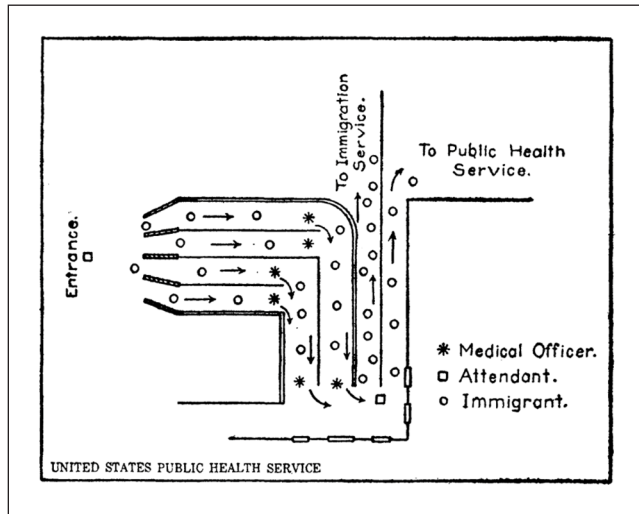 To Immigration
Service.
To Public Health
Service.
Entrance.
* Medical Officer.
□ Attendant.
○ Immigrant.
UNITED STATES PUBLIC HEALTH SERVICE